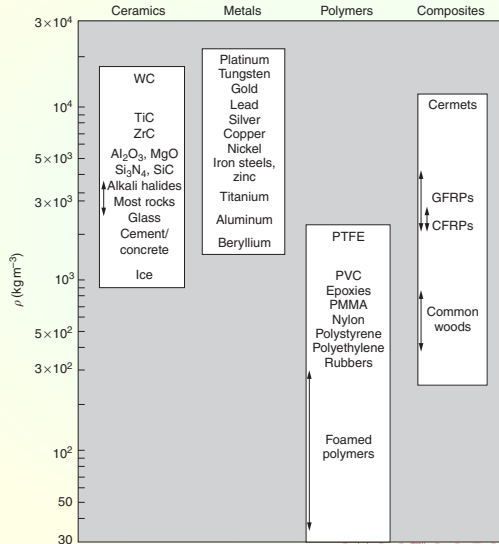 Ceramics
Metals
Polymers
Composites
3×10⁴
10⁴
5×10³
3×10³
10³
5×10²
3×10²
10²
50
30
ρ (kg m⁻³)
WC
TiC
ZrC
Al₂O₃, MgO
Si₃N₄, SiC
Alkali halides
Most rocks
Glass
Cement/
concrete
Ice
Platinum
Tungsten
Gold
Lead
Silver
Copper
Nickel
Iron steels,
zinc
Titanium
Aluminum
Beryllium
PTFE
PVC
Epoxies
PMMA
Nylon
Polystyrene
Polyethylene
Rubbers
Foamed
polymers
Cermets
GFRPs
CFRPs
Common
woods